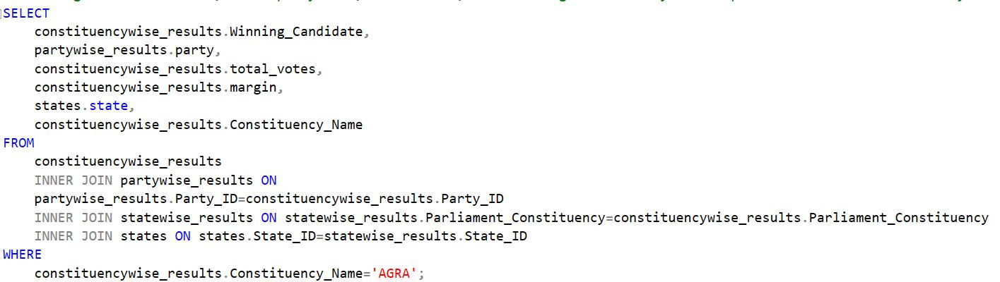 SELECT
constituencywise_results.Winning_Candidate,
partywise_results.party,
constituencywise_results.total_votes,
constituencywise_results.margin,
states.state,
constituencywise_results.Constituency_Name
FROM
constituencywise_results
INNER JOIN partywise_results ON
partywise_results.Party_ID=constituencywise_results.Party_ID
INNER JOIN statewise_results ON statewise_results.Parliament_Constituency=constituencywise_results.Parliament_Constituency
INNER JOIN states ON states.State_ID=statewise_results.State_ID
WHERE
constituencywise_results.Constituency_Name='AGRA';